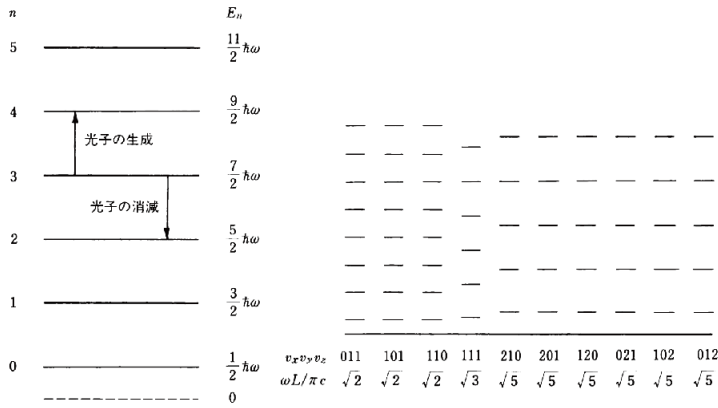 n E_n
5 11/2 ħω
4 9/2 ħω
光子の生成
3 7/2 ħω
光子の消滅
2 5/2 ħω
1 3/2 ħω
0 1/2 ħω
0
ν_xν_yν_z 011 101 110 111 210 201 120 021 102 012
ωL/πc √2 √2 √2 √3 √5 √5 √5 √5 √5 √5